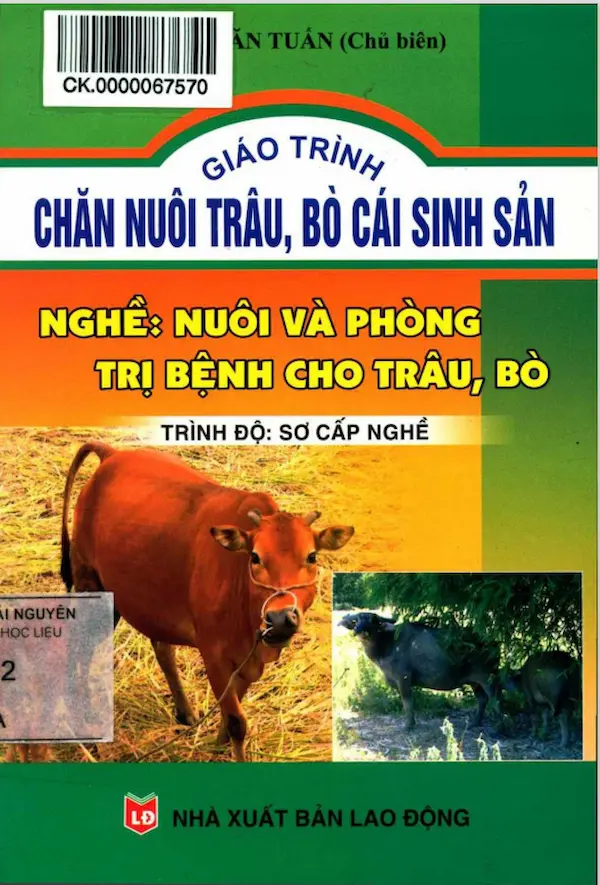 TUẤN (Chủ biên)
CK.0000067570
GIÁO TRÌNH
CHĂN NUÔI TRÂU, BÒ CÁI SINH SẢN
NGHỀ: NUÔI VÀ PHÒNG
TRỊ BỆNH CHO TRÂU, BÒ
TRÌNH ĐỘ: SƠ CẤP NGHỀ
NGUYÊN
HỌC LIỆU
2
A
LĐ
NHÀ XUẤT BẢN LAO ĐỘNG